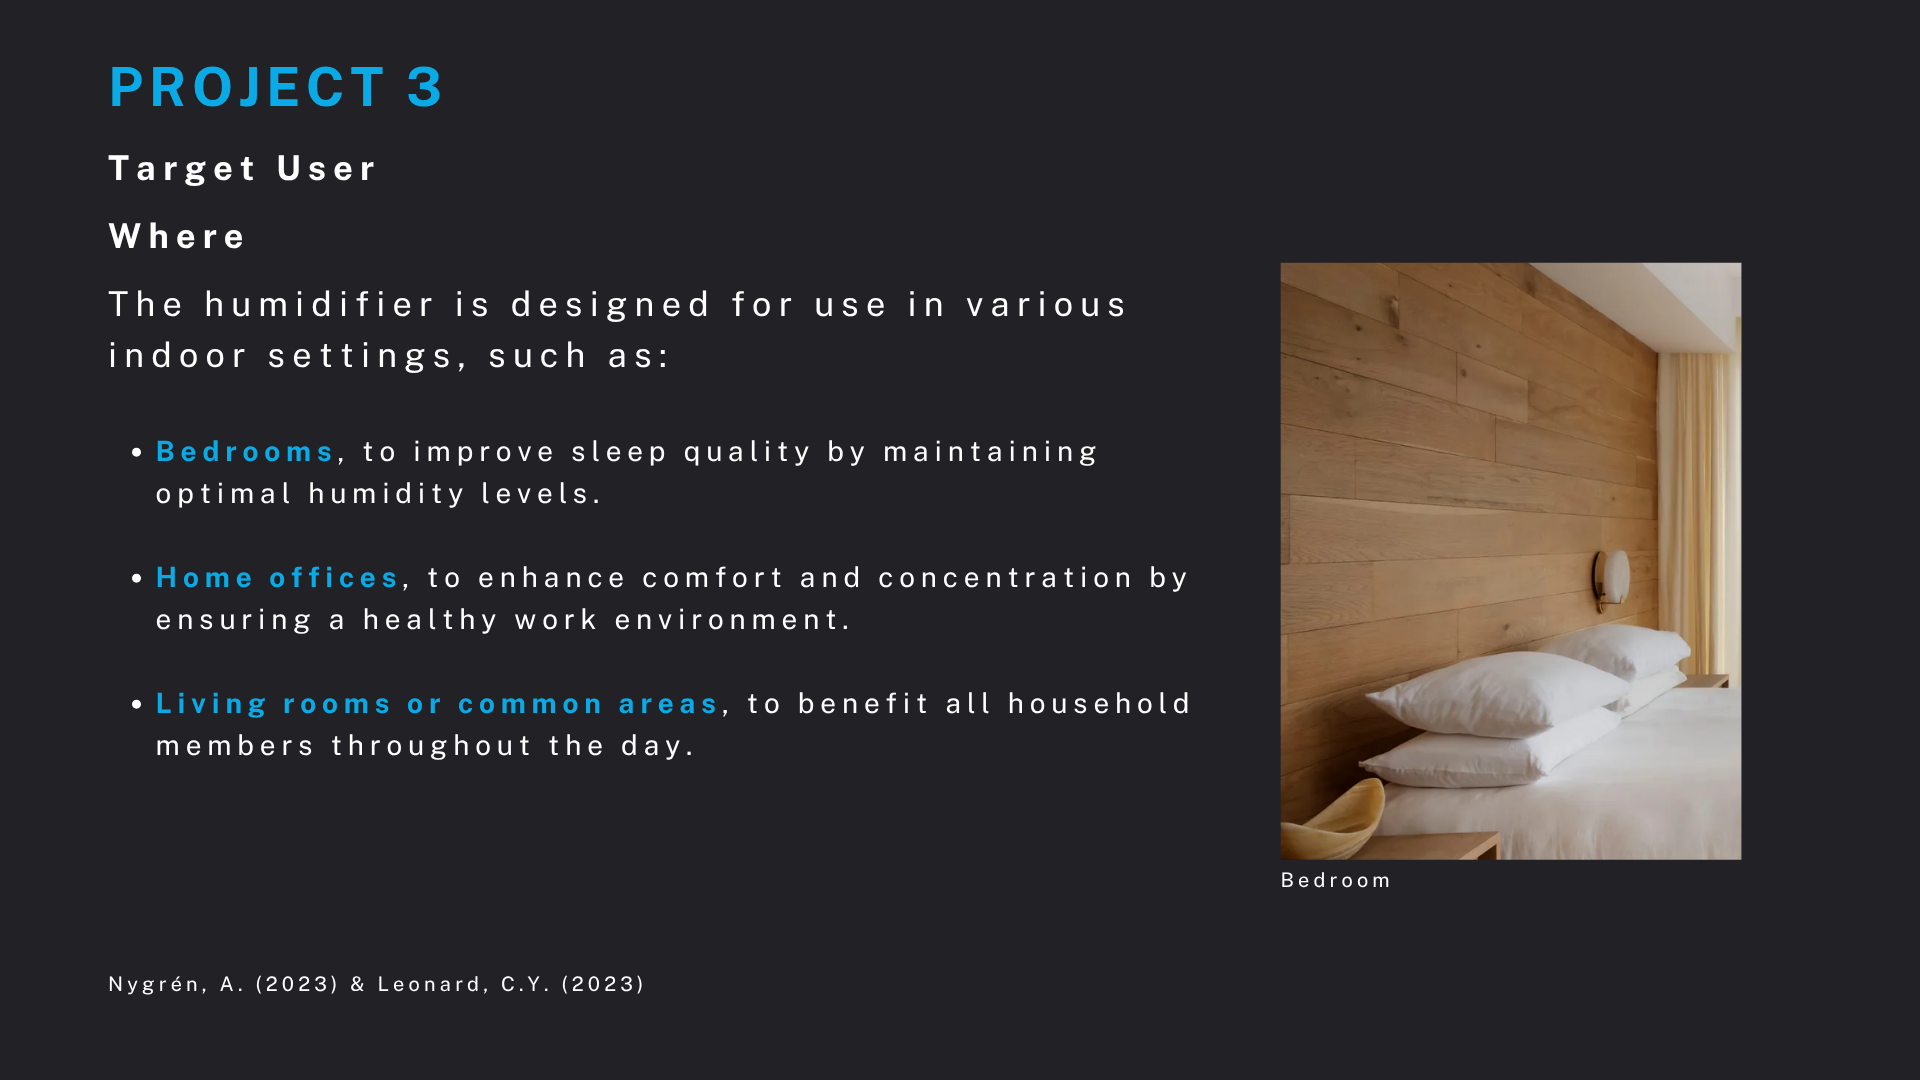 PROJECT 3
Target User
Where
The humidifier is designed for use in various
indoor settings, such as:
• Bedrooms, to improve sleep quality by maintaining
optimal humidity levels.
• Home offices, to enhance comfort and concentration by
ensuring a healthy work environment.
• Living rooms or common areas, to benefit all household
members throughout the day.
Bedroom
Nygrén, A. (2023) & Leonard, C.Y. (2023)